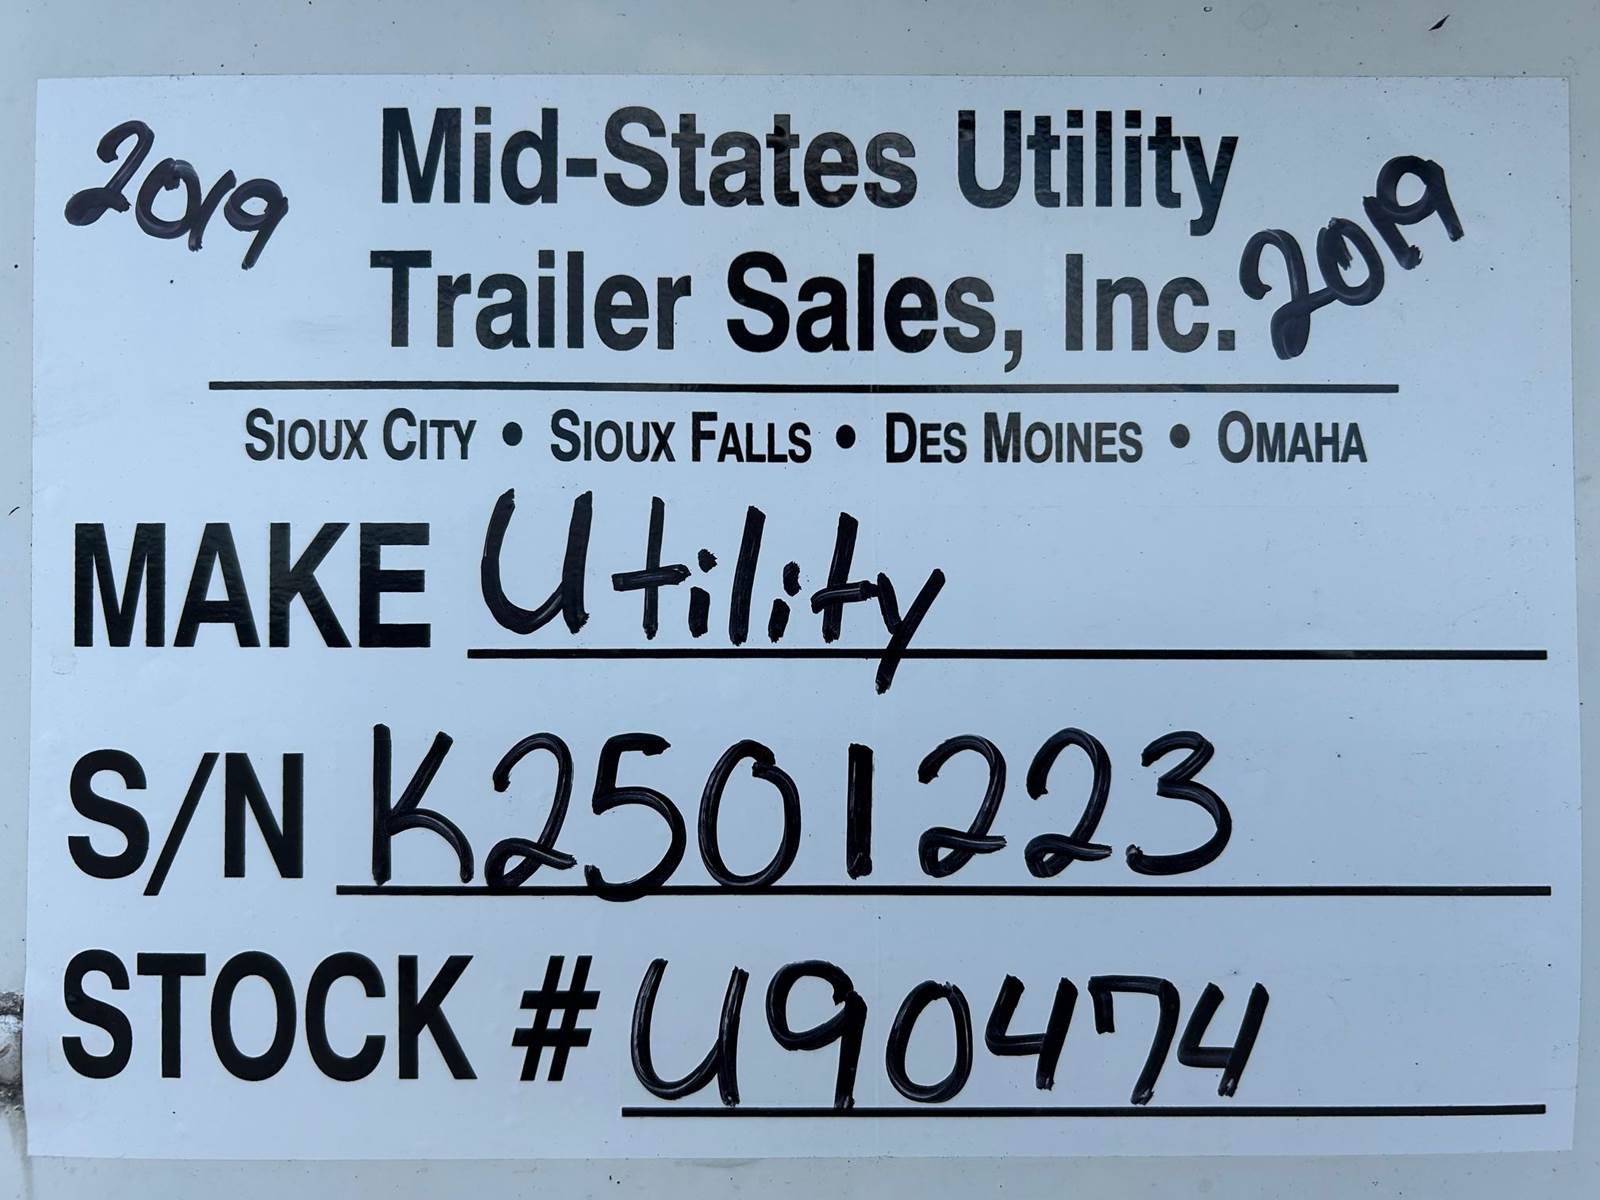 2019 Mid-States Utility
Trailer Sales, Inc. 2019
SIOUX CITY • SIOUX FALLS • DES MOINES • OMAHA
MAKE Utility
S/N K2501223
STOCK # U90474